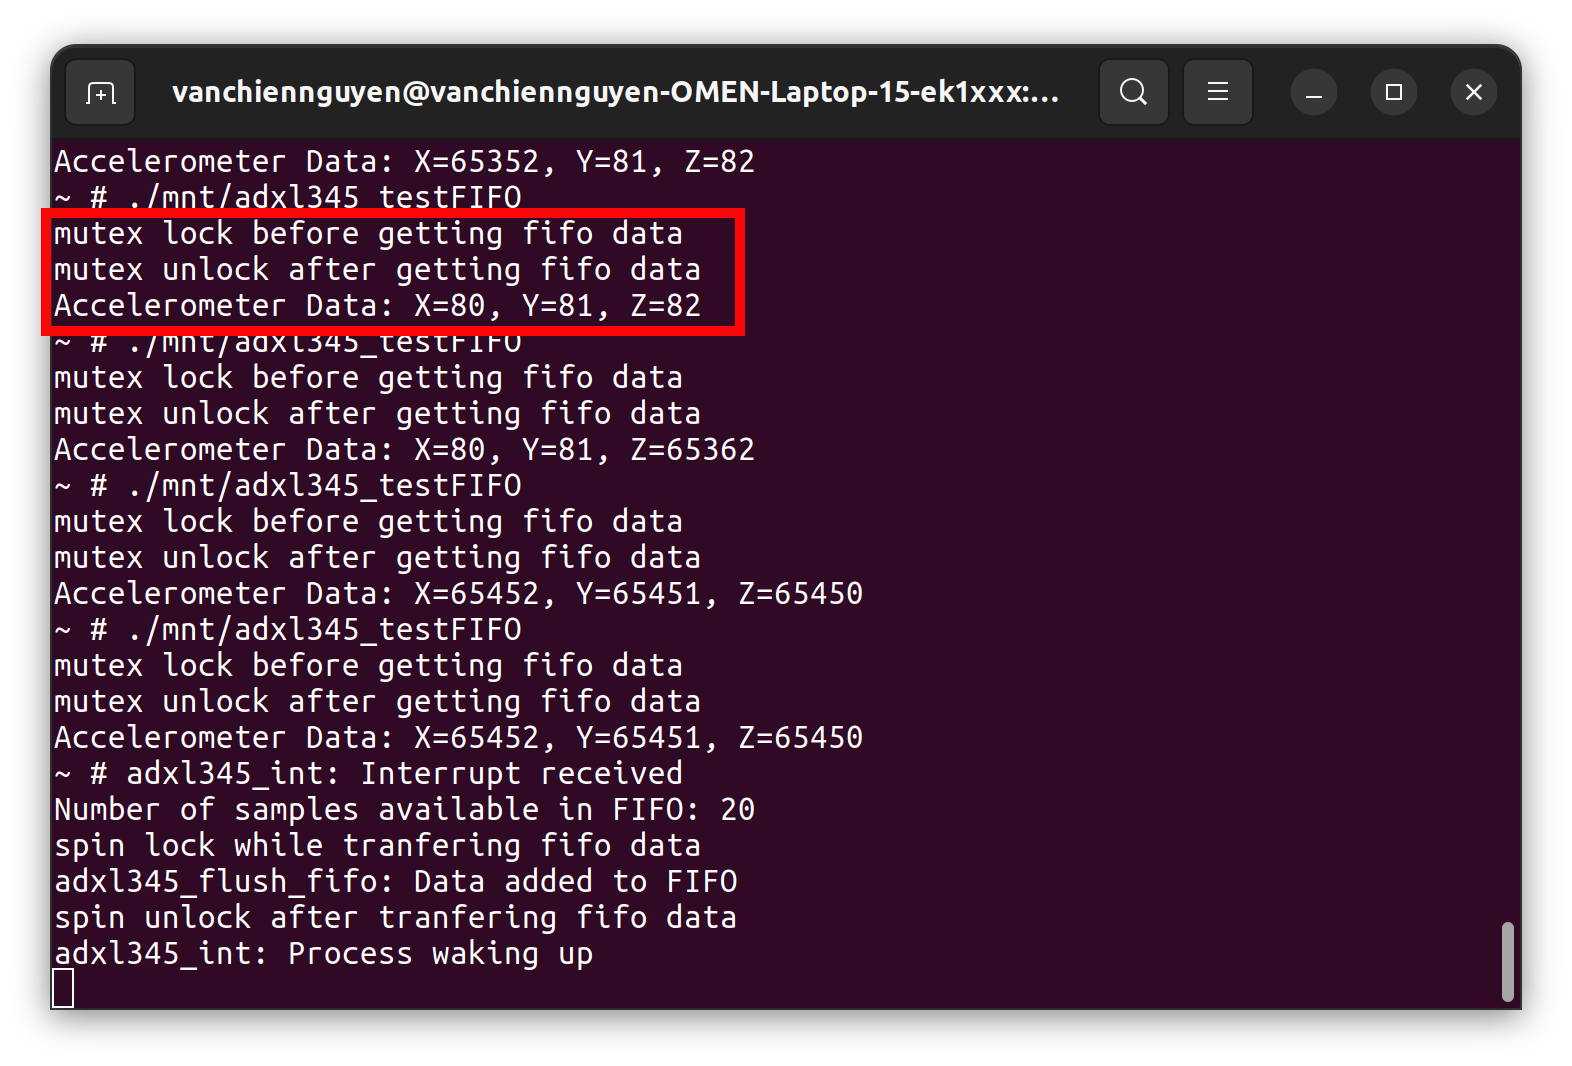 vanchiennguyen@vanchiennguyen-OMEN-Laptop-15-ek1xxx:...
Accelerometer Data: X=65352, Y=81, Z=82
~ # ./mnt/adxl345_testFIFO
mutex lock before getting fifo data
mutex unlock after getting fifo data
Accelerometer Data: X=80, Y=81, Z=82
~ # ./mnt/adxl345_testFIFO
mutex lock before getting fifo data
mutex unlock after getting fifo data
Accelerometer Data: X=80, Y=81, Z=65362
~ # ./mnt/adxl345_testFIFO
mutex lock before getting fifo data
mutex unlock after getting fifo data
Accelerometer Data: X=65452, Y=65451, Z=65450
~ # ./mnt/adxl345_testFIFO
mutex lock before getting fifo data
mutex unlock after getting fifo data
Accelerometer Data: X=65452, Y=65451, Z=65450
~ # adxl345_int: Interrupt received
Number of samples available in FIFO: 20
spin lock while tranfering fifo data
adxl345_flush_fifo: Data added to FIFO
spin unlock after tranfering fifo data
adxl345_int: Process waking up